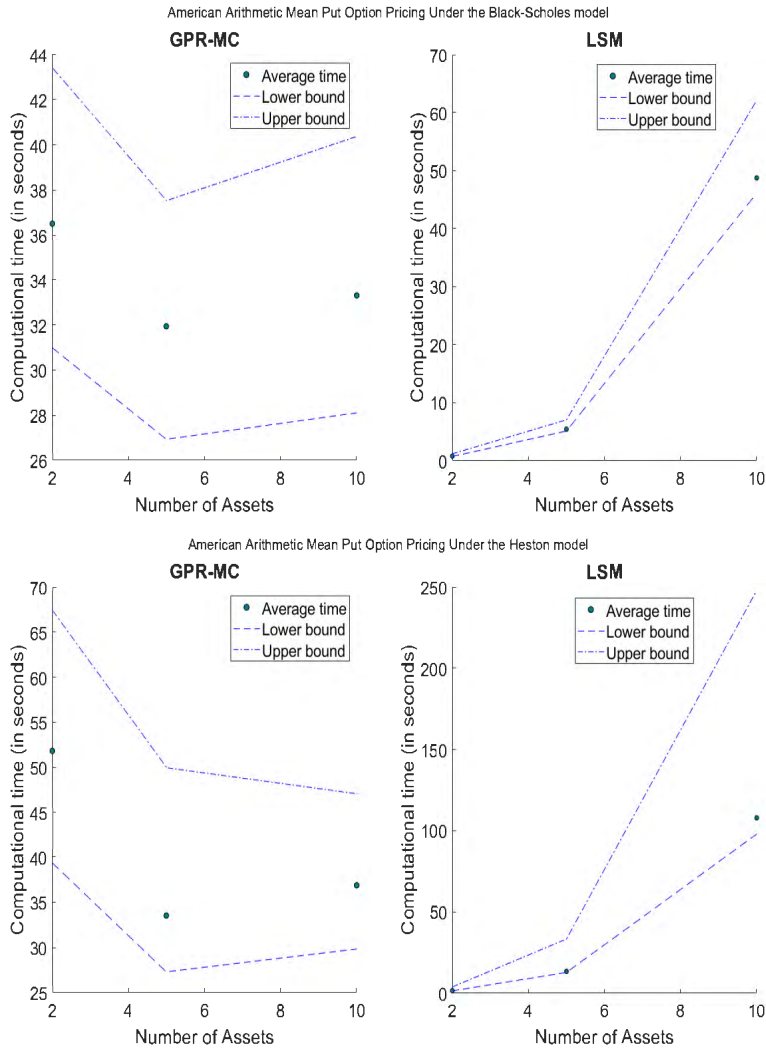 American Arithmetic Mean Put Option Pricing Under the Black-Scholes model
GPR-MC
44
42
40
38
36
34
32
30
28
26
2
4
6
8
10
Computational time (in seconds)
Number of Assets
Average time
Lower bound
Upper bound
LSM
70
60
50
40
30
20
10
0
2
4
6
8
10
Computational time (in seconds)
Number of Assets
Average time
Lower bound
Upper bound
American Arithmetic Mean Put Option Pricing Under the Heston model
GPR-MC
70
65
60
55
50
45
40
35
30
25
2
4
6
8
10
Computational time (in seconds)
Number of Assets
Average time
Lower bound
Upper bound
LSM
250
200
150
100
50
0
2
4
6
8
10
Computational time (in seconds)
Number of Assets
Average time
Lower bound
Upper bound